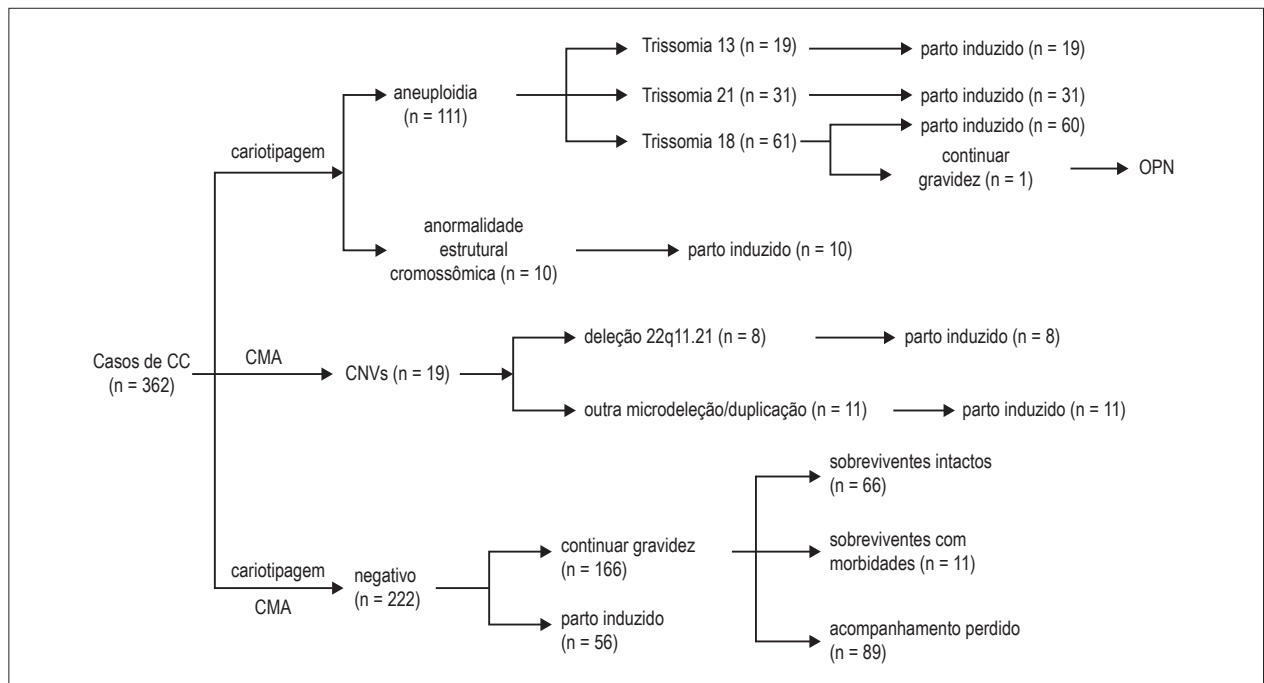 Casos de CC
(n = 362)
cariotipagem
aneuploidia
(n = 111)
Trissomia 13 (n = 19)
parto induzido (n = 19)
Trissomia 21 (n = 31)
parto induzido (n = 31)
Trissomia 18 (n = 61)
parto induzido (n = 60)
continuar
gravidez (n = 1)
OPN
anormalidade
estrutural
cromossômica (n = 10)
parto induzido (n = 10)
CMA
CNVs (n = 19)
deleção 22q11.21 (n = 8)
parto induzido (n = 8)
outra microdeleção/duplicação (n = 11)
parto induzido (n = 11)
cariotipagem
CMA
negativo
(n = 222)
continuar gravidez
(n = 166)
sobreviventes intactos
(n = 66)
sobreviventes com
morbidades (n = 11)
acompanhamento perdido
(n = 89)
parto induzido
(n = 56)